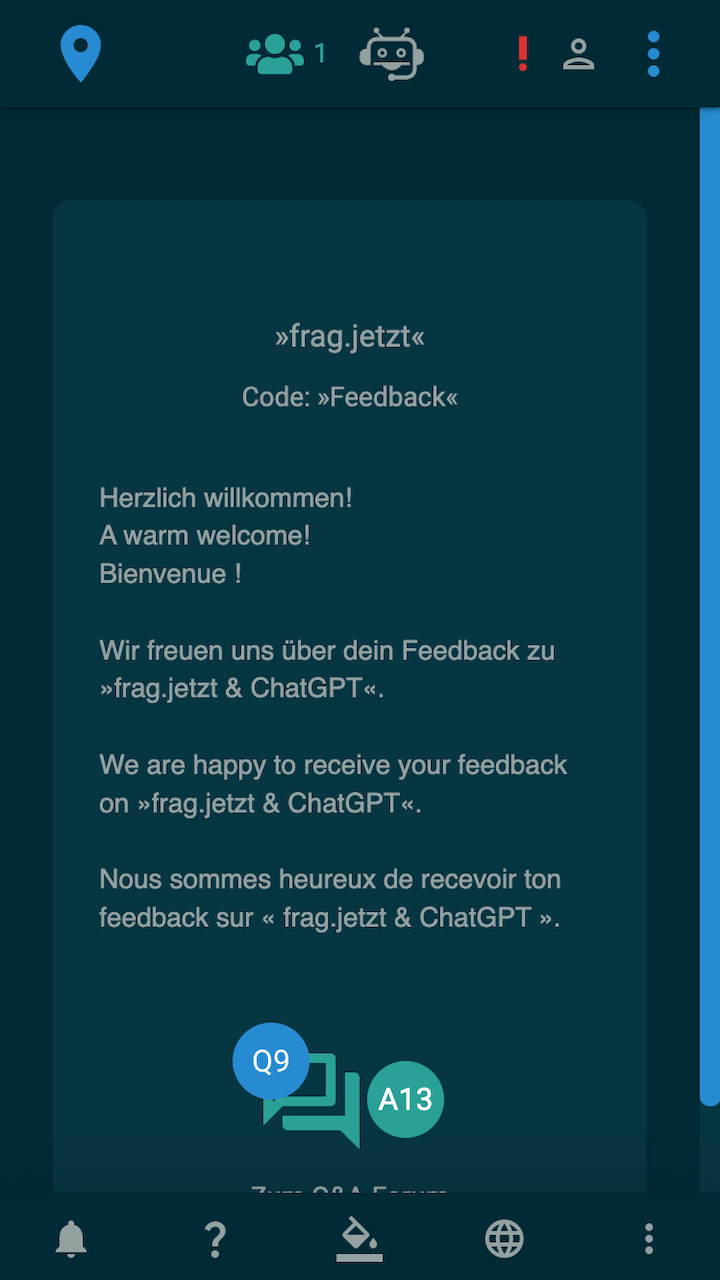 1
»frag.jetzt«
Code: »Feedback«
Herzlich willkommen!
A warm welcome!
Bienvenue !
Wir freuen uns über dein Feedback zu
»frag.jetzt & ChatGPT«.
We are happy to receive your feedback
on »frag.jetzt & ChatGPT«.
Nous sommes heureux de recevoir ton
feedback sur « frag.jetzt & ChatGPT ».
Q9
A13
Zum Q&A-Forum